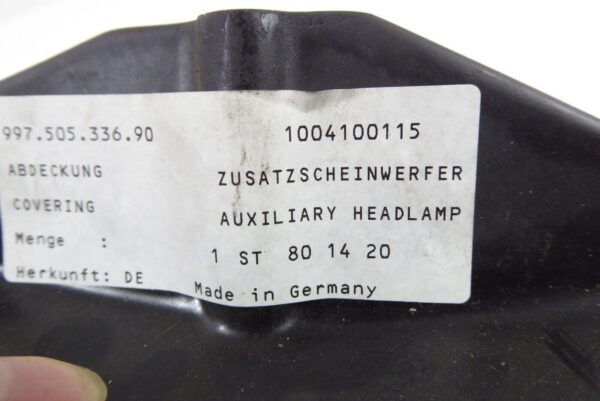 997.505.336.90 1004100115
ABDECKUNG ZUSATZSCHEINWERFER
COVERING AUXILIARY HEADLAMP
Menge : 1 ST 80 14 20
Herkunft: DE Made in Germany